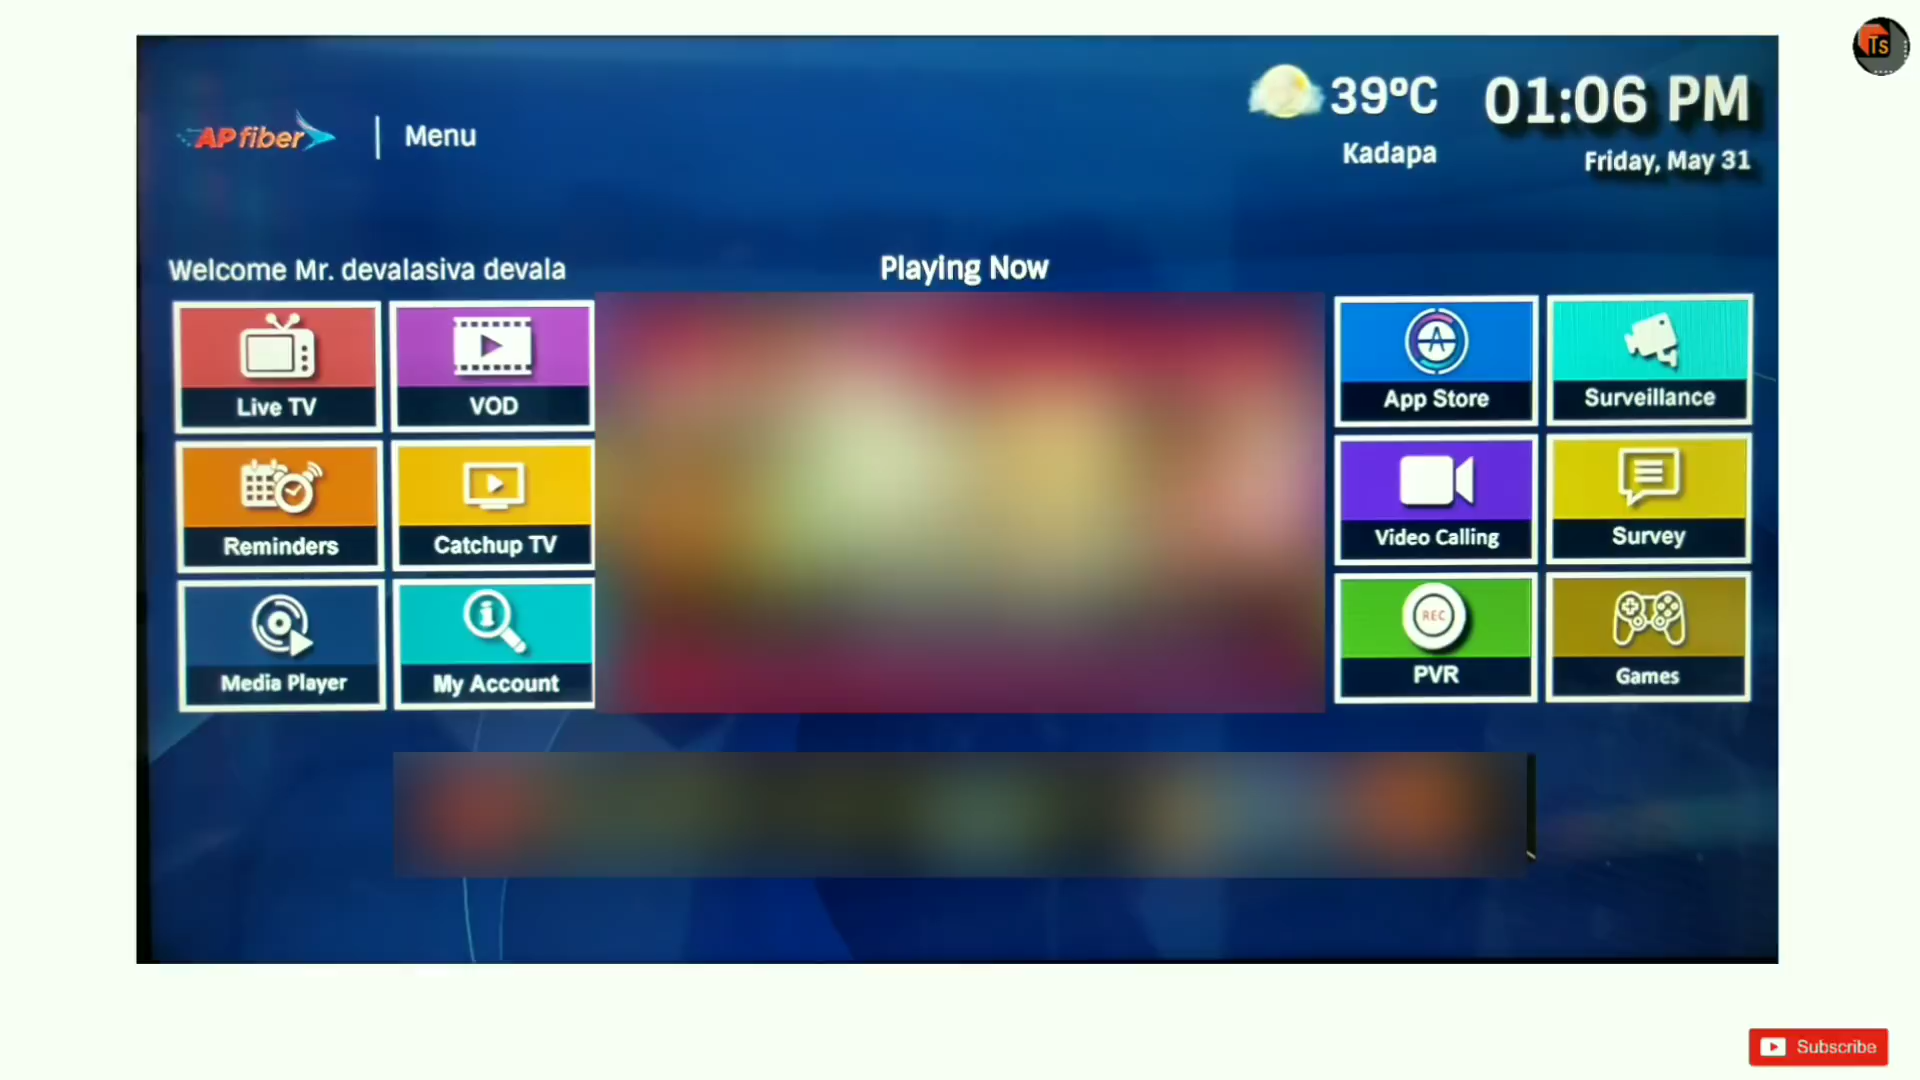 Ts
39°C
01:06 PM
AP fiber
Menu
Kadapa
Friday, May 31
Welcome Mr. devalasiva devala
Playing Now
Live TV
VOD
App Store
Surveillance
Reminders
Catchup TV
Video Calling
Survey
Media Player
My Account
REC
PVR
Games
Subscribe